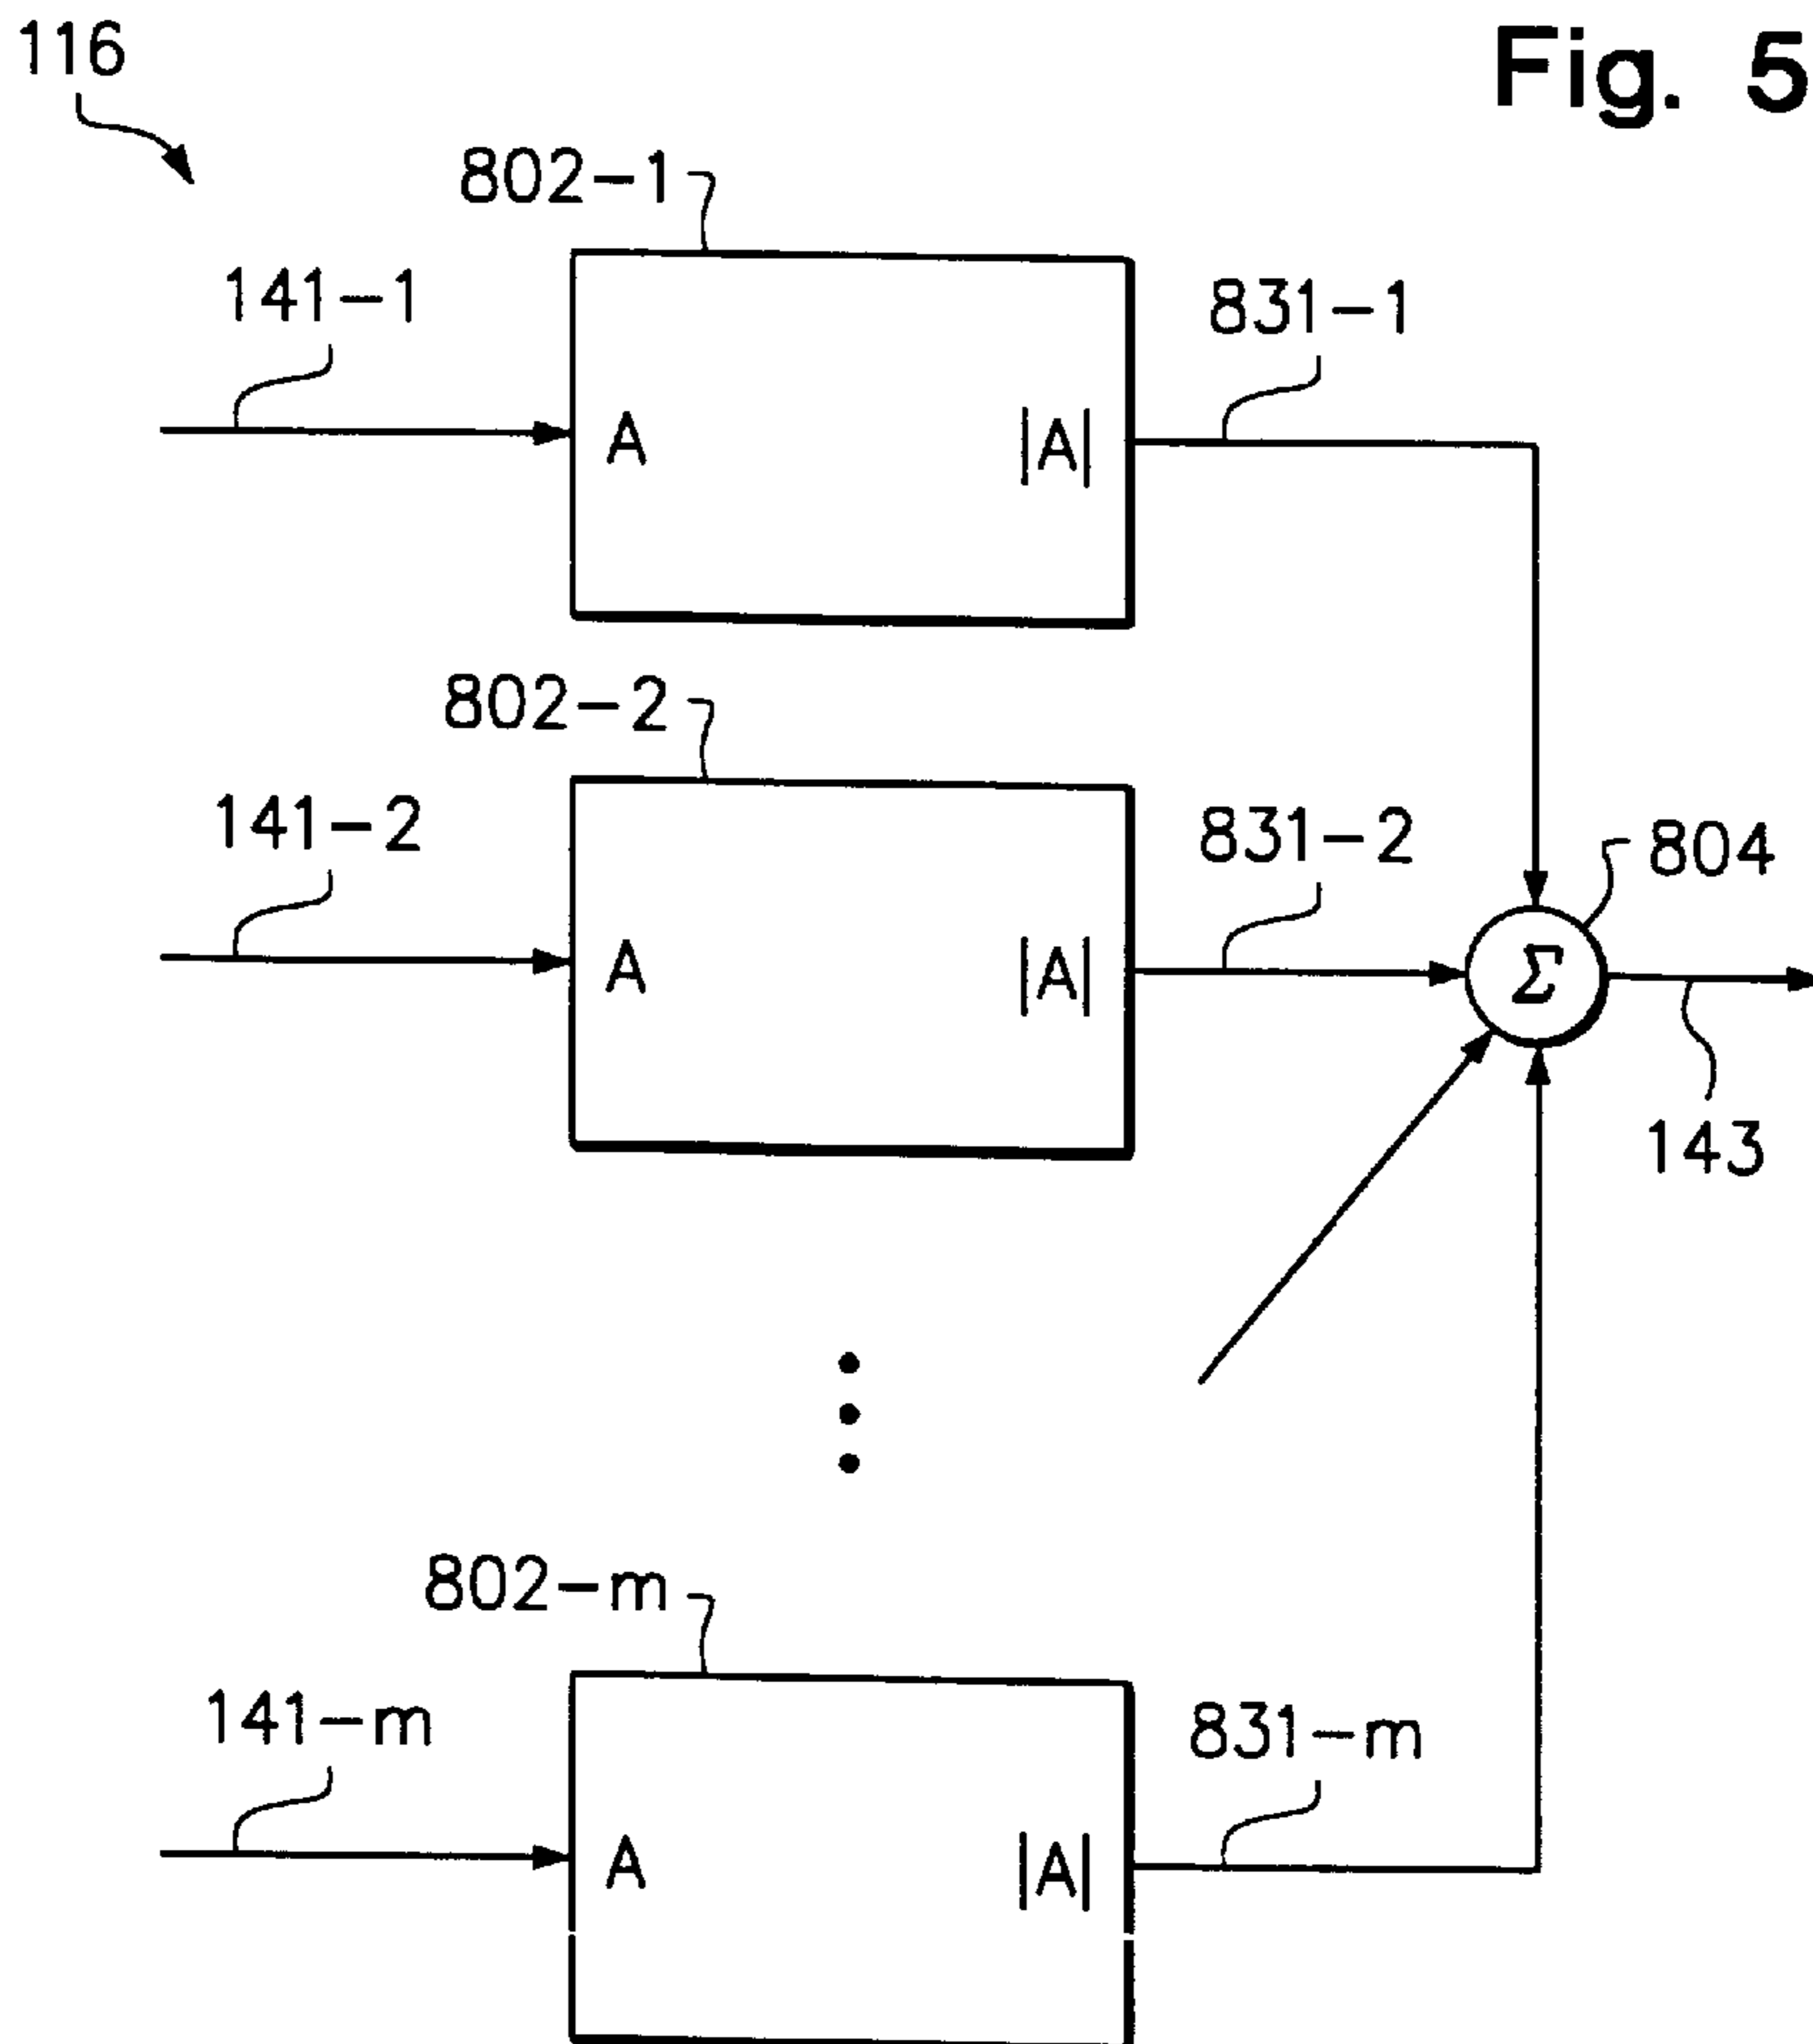 116
Fig. 5
802-1
141-1
831-1
A
|A|
802-2
141-2
831-2
804
A
|A|
Σ
143
802-m
141-m
831-m
A
|A|